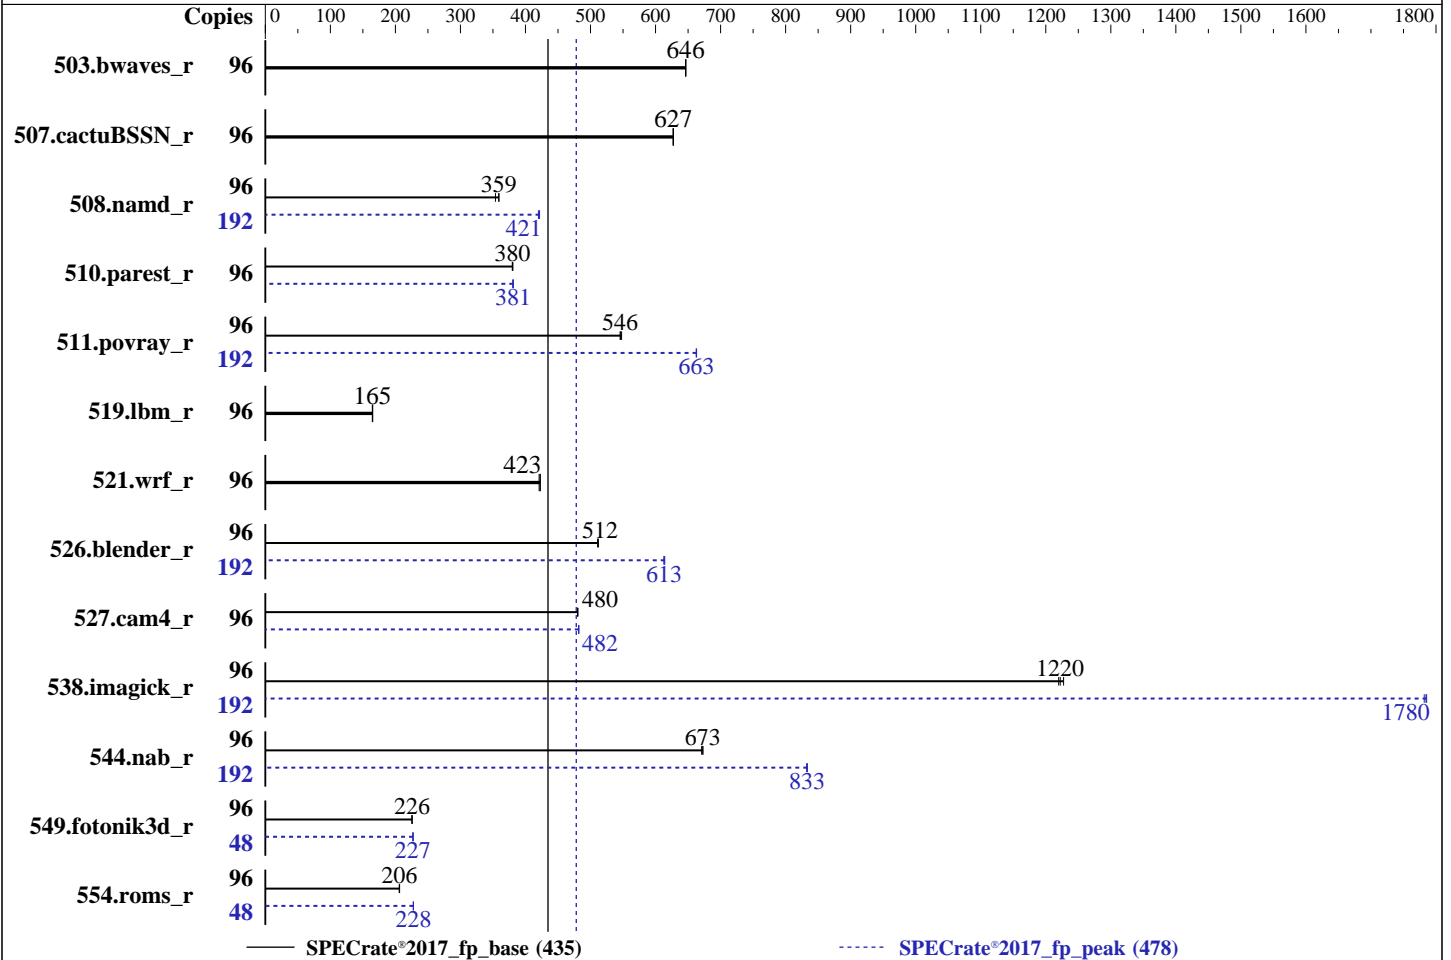 Copies 0 100 200 300 400 500 600 700 800 900 1000 1100 1200 1300 1400 1500 1600 1800
503.bwaves_r 96 646
507.cactuBSSN_r 96 627
96 359
508.namd_r
192 421
380
510.parest_r 96
381
96 546
511.povray_r
192 663
519.lbm_r 96 165
521.wrf_r 96 423
96 512
526.blender_r
192 613
480
527.cam4_r 96
482
96 1220
538.imagick_r
192 1780
96 673
544.nab_r
192 833
96 226
549.fotonik3d_r
48 227
96 206
554.roms_r
48 228
SPECrate®2017_fp_base (435) SPECrate®2017_fp_peak (478)